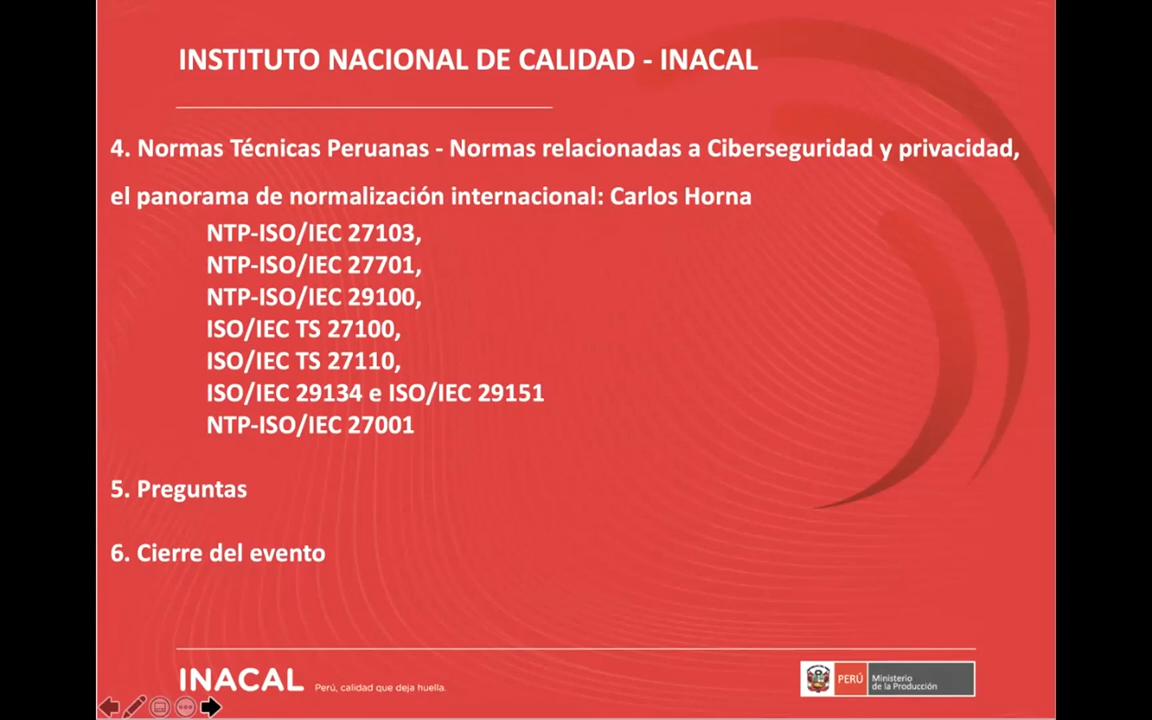 INSTITUTO NACIONAL DE CALIDAD - INACAL
4. Normas Técnicas Peruanas - Normas relacionadas a Ciberseguridad y privacidad,
el panorama de normalización internacional: Carlos Horna
NTP-ISO/IEC 27103,
NTP-ISO/IEC 27701,
NTP-ISO/IEC 29100,
ISO/IEC TS 27100,
ISO/IEC TS 27110,
ISO/IEC 29134 e ISO/IEC 29151
NTP-ISO/IEC 27001
5. Preguntas
6. Cierre del evento
INACAL Perú, calidad que deja huella.
PERÚ
Ministerio
de la Producción